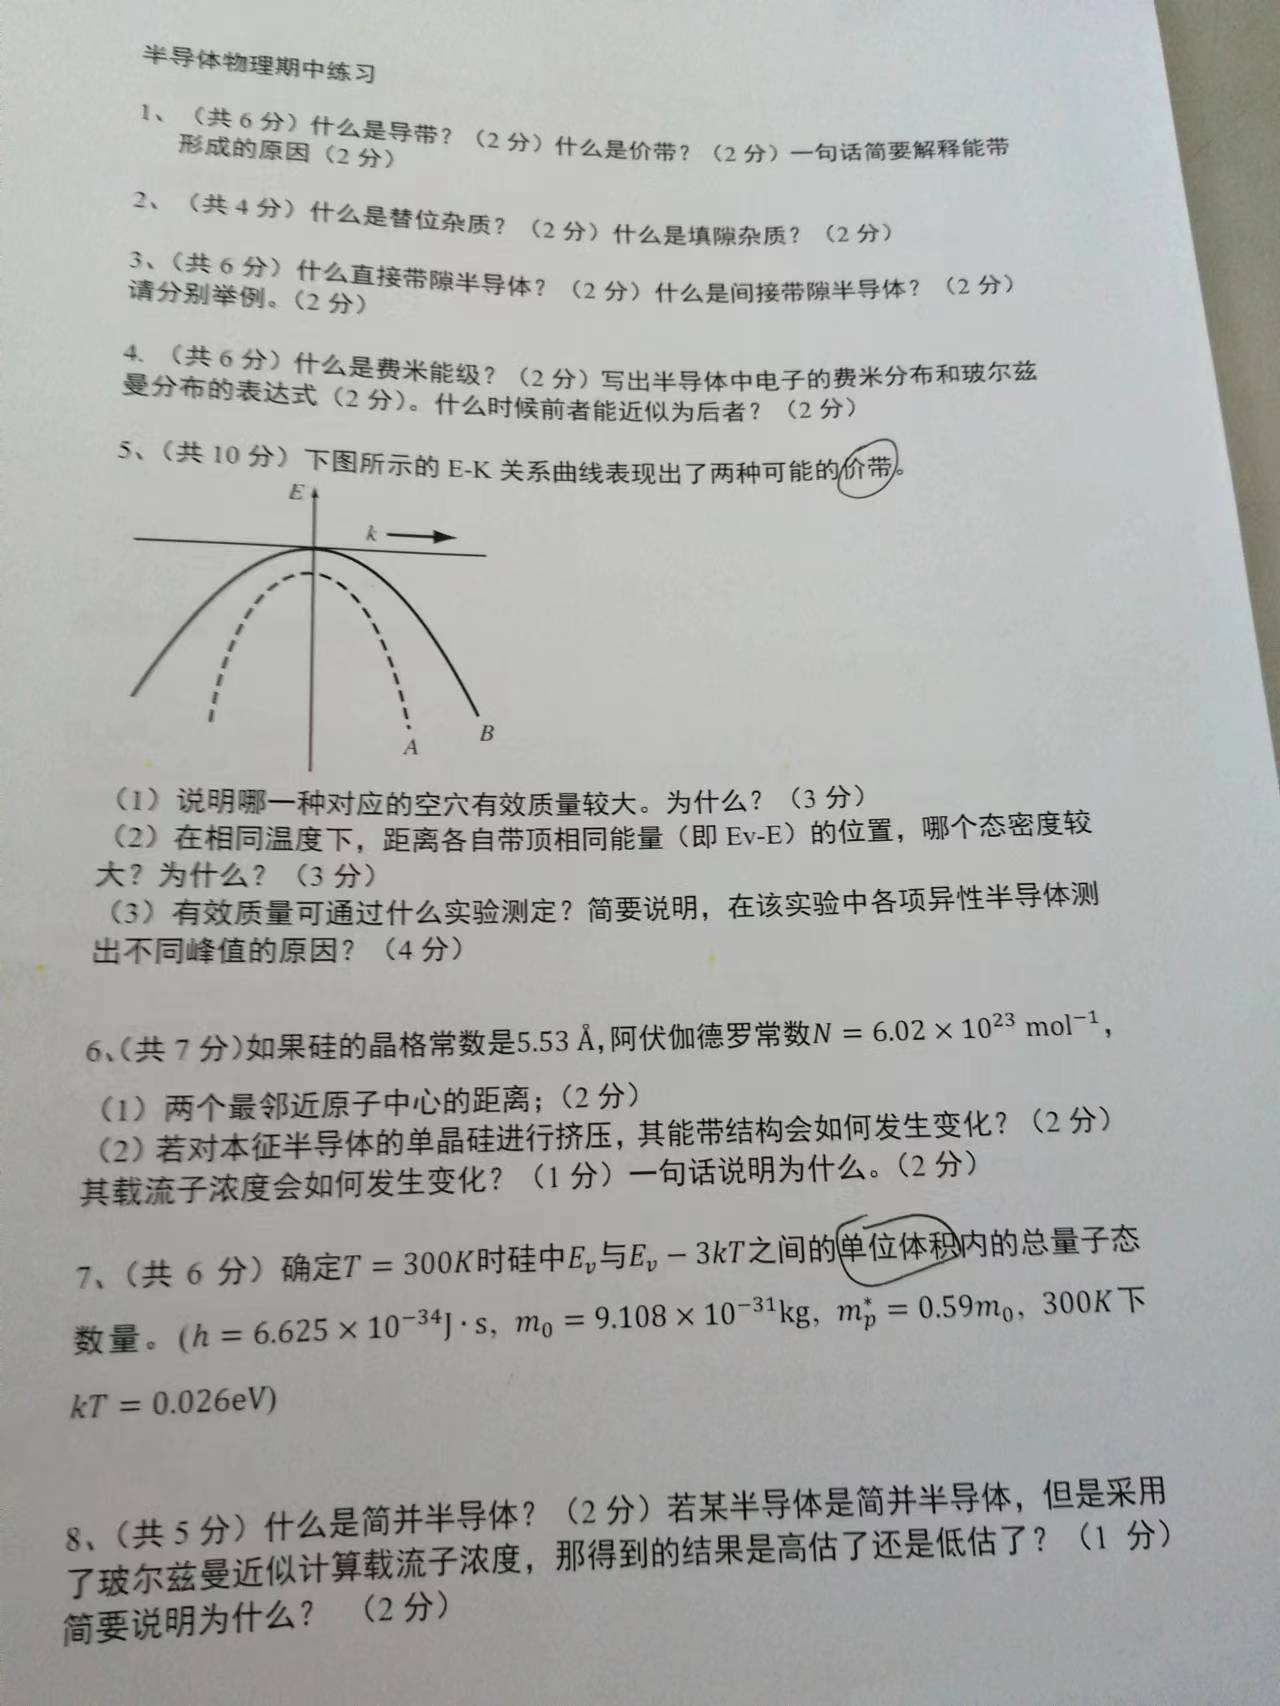 半导体物理期中练习
1、（共 6 分）什么是导带？（2 分）什么是价带？（2 分）一句话简要解释能带
形成的原因（2 分）
2、（共 4 分）什么是替位杂质？（2 分）什么是填隙杂质？（2 分）
3、（共 6 分）什么直接带隙半导体？（2 分）什么是间接带隙半导体？（2 分）
请分别举例。（2 分）
4. （共 6 分）什么是费米能级？（2 分）写出半导体中电子的费米分布和玻尔兹
曼分布的表达式（2 分）。什么时候前者能近似为后者？（2 分）
5、（共 10 分）下图所示的 E-K 关系曲线表现出了两种可能的价带。
E
k
A
B
（1）说明哪一种对应的空穴有效质量较大。为什么？（3 分）
（2）在相同温度下，距离各自带顶相同能量（即 Ev-E）的位置，哪个态密度较
大？为什么？（3 分）
（3）有效质量可通过什么实验测定？简要说明，在该实验中各项异性半导体测
出不同峰值的原因？（4 分）
6、（共 7 分）如果硅的晶格常数是5.53 Å, 阿伏伽德罗常数N = 6.02 × 10²³ mol⁻¹，
（1）两个最邻近原子中心的距离；（2 分）
（2）若对本征半导体的单晶硅进行挤压，其能带结构会如何发生变化？（2 分）
其载流子浓度会如何发生变化？（1 分）一句话说明为什么。（2 分）
7、（共 6 分）确定T = 300K时硅中Eᵥ与Eᵥ − 3kT之间的单位体积内的总量子态
数量。(h = 6.625 × 10⁻³⁴J · s, m₀ = 9.108 × 10⁻³¹kg, m*ₚ = 0.59m₀, 300K下
kT = 0.026eV)
8、（共 5 分）什么是简并半导体？（2 分）若某半导体是简并半导体，但是采用
了玻尔兹曼近似计算载流子浓度，那得到的结果是高估了还是低估了？（1 分）
简要说明为什么？ （2 分）